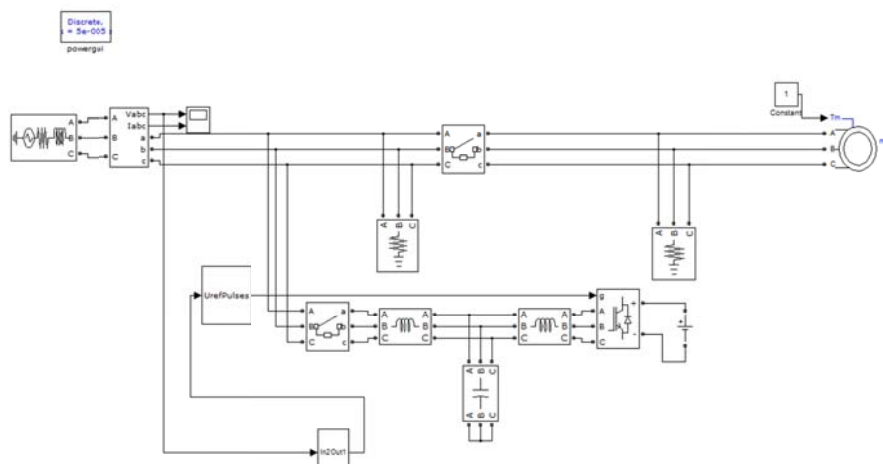 Discrete,
= 5e-005
powergui
1
Constant
Tm
m
A
B
C
A
B
C
Vabc
Iabc
a
b
c
A
B
C
a
b
c
A
B
C
A B C
A B C
UrefPulses
g
A
B
C
+
-
A
B
C
a
b
c
A
B
C
A
B
C
A
B
C
A
B
C
+
A B C
A B C
In2Out1